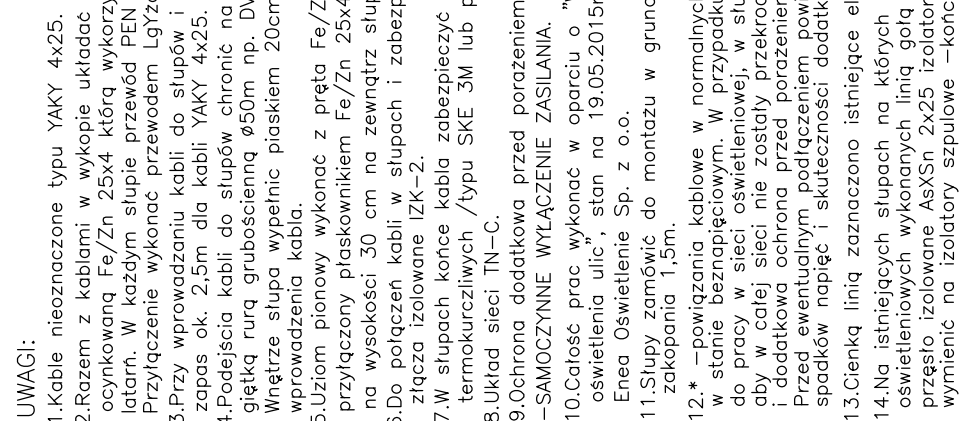 UWAGI:
1.Kable nieoznaczone typu YAKY 4x25.
2.Razem z kablami w wykopie układać
ocynkowaną Fe/Zn 25x4 którą wykorzy
latarń. W każdym słupie przewód PEN
Przyłączenie wykonać przewodem LgYżo
3.Przy wprowadzaniu kabli do słupów i
zapas ok. 2,5m dla kabli YAKY 4x25.
4.Podejścia kabli do słupów chronić na
giętką rurą grubościenną ø50m np. DV
Wnętrze słupa wypełnic piaskiem 20cm
wprowadzenia kabla.
5.Uziom pionowy wykonać z pręta Fe/Z
przyłączony płaskownikiem Fe/Zn 25x4
na wysokości 30 cm na zewnątrz słup
6.Do połączeń kabli w słupach i zabezp
złącza izolowane IZK-2.
7.W słupach końce kabla zabezpieczyć
termokurczliwych /typu SKE 3M lub p
8.Układ sieci TN-C.
9.Ochrona dodatkowa przed porażeniem
-SAMOCZYNNE WYŁĄCZENIE ZASILANIA.
10.Całość prac wykonać w oparciu o "
oświetlenia ulic", stan na 19.05.2015r
Enea Oświetlenie Sp. z o.o.
11.Słupy zamówić do montażu w grunc
zakopania 1,5m.
12.* -powiązania kablowe w normalnych
w stanie beznapięciowym. W przypadku
do pracy w sieci oświetleniowej, w słu
aby w całej sieci nie zostały przekroc
i dodatkowa ochrona przed porażenien
Przed ewentualnym podłączeniem powi
spadków napięć i skuteczności dodatk
13.Cienką linią zaznaczono istniejące el
14.Na istniejących słupach na których
oświetleniowych wykonanych linią gołą
przęsło izolowane AsXSn 2x25 izolator
wymienić na izolatory szpulowe -końc